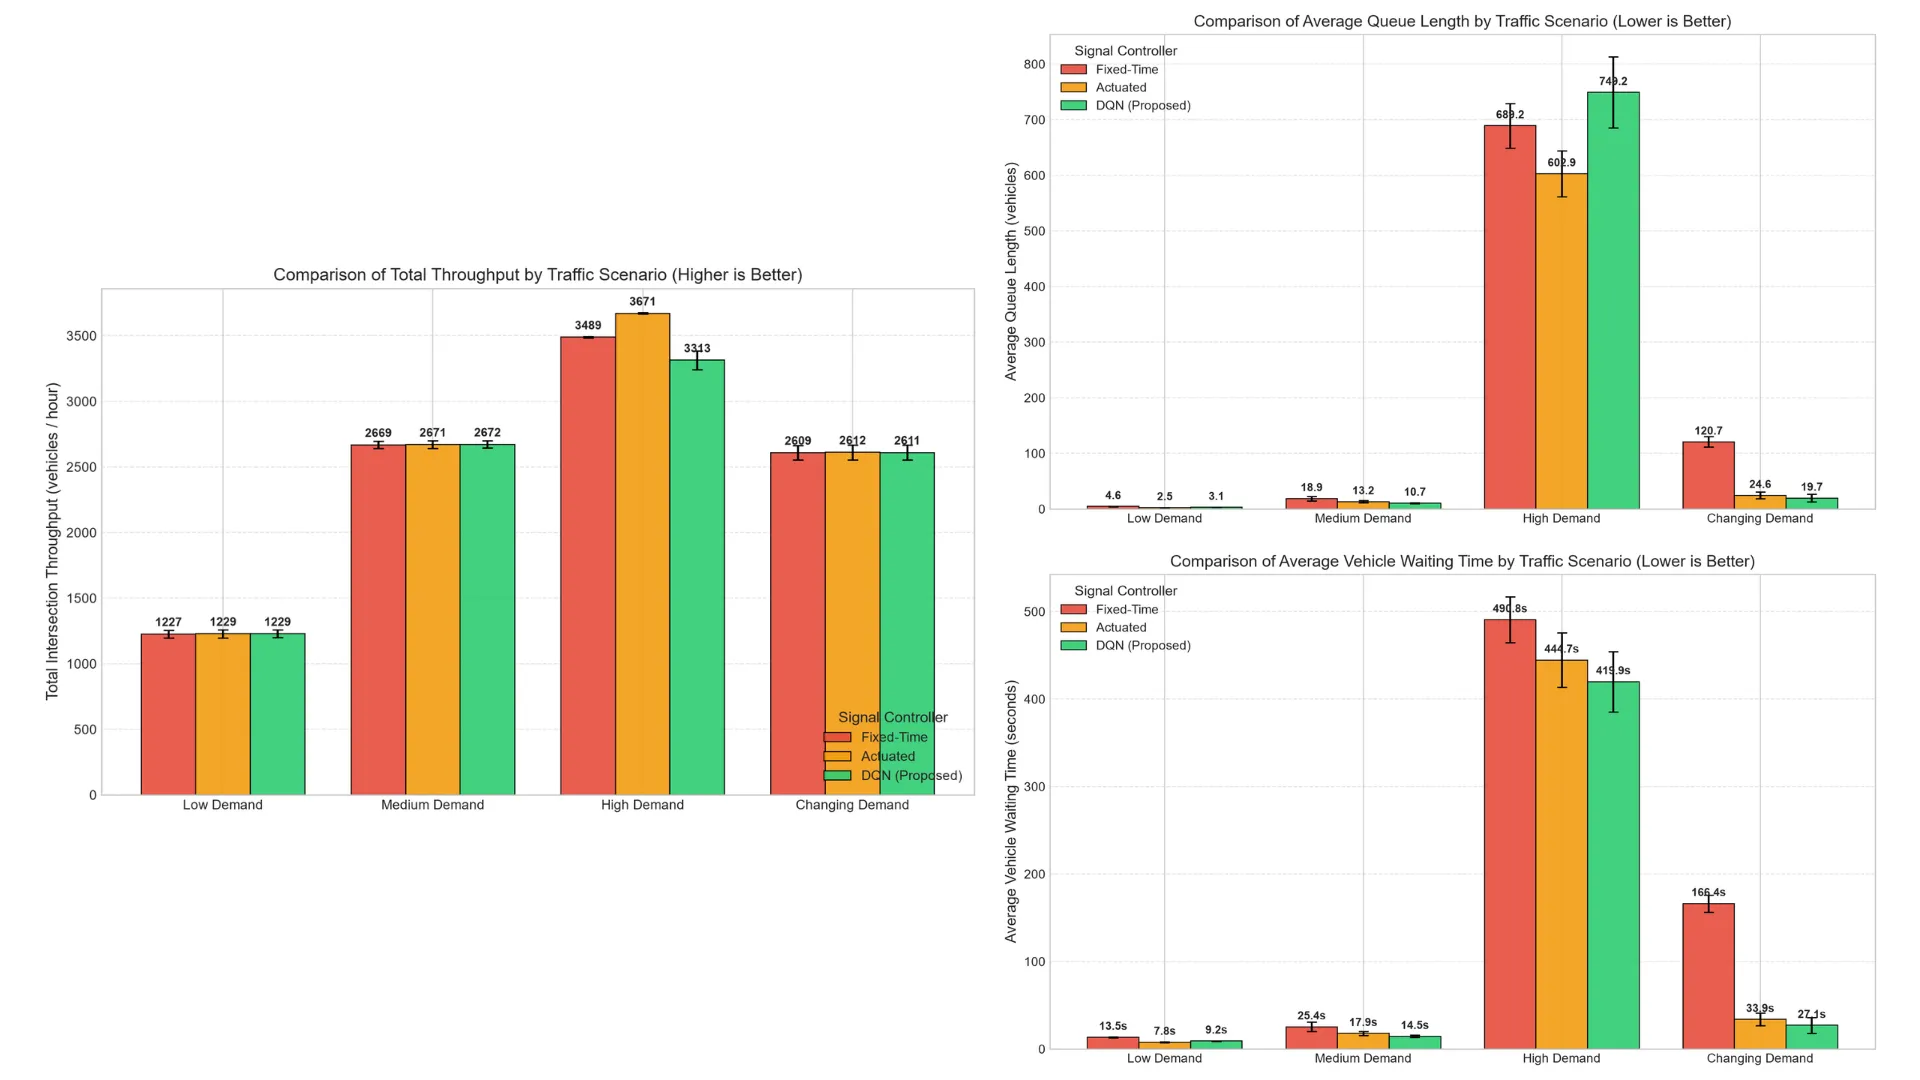 Comparison of Total Throughput by Traffic Scenario (Higher is Better)
Total Intersection Throughput (vehicles / hour)
3500
3000
2500
2000
1500
1000
500
0
1227
1229
1229
2669
2671
2672
3489
3671
3313
2609
2612
2611
Signal Controller
Fixed-Time
Actuated
DQN (Proposed)
Low Demand
Medium Demand
High Demand
Changing Demand
Comparison of Average Queue Length by Traffic Scenario (Lower is Better)
Signal Controller
Fixed-Time
Actuated
DQN (Proposed)
Average Queue Length (vehicles)
800
700
600
500
400
300
200
100
0
4.6
2.5
3.1
18.9
13.2
10.7
689.2
602.9
749.2
120.7
24.6
19.7
Low Demand
Medium Demand
High Demand
Changing Demand
Comparison of Average Vehicle Waiting Time by Traffic Scenario (Lower is Better)
Signal Controller
Fixed-Time
Actuated
DQN (Proposed)
Average Vehicle Waiting Time (seconds)
500
400
300
200
100
0
13.5s
7.8s
9.2s
25.4s
17.9s
14.5s
490.8s
444.7s
419.9s
166.4s
33.9s
27.1s
Low Demand
Medium Demand
High Demand
Changing Demand